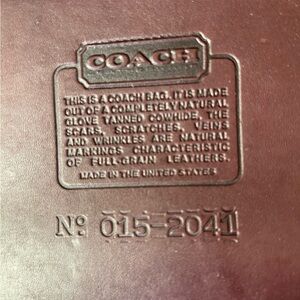 COACH
THIS IS A COACH BAG. IT IS MADE
OUT OF A COMPLETELY NATURAL
GLOVE TANNED COWHIDE, THE
SCARS, SCRATCHES, VEINS
AND WRINKLES ARE NATURAL
MARKINGS CHARACTERISTIC
OF FULL-GRAIN LEATHERS.
MADE IN THE UNITED STATES
Nº 015-2041